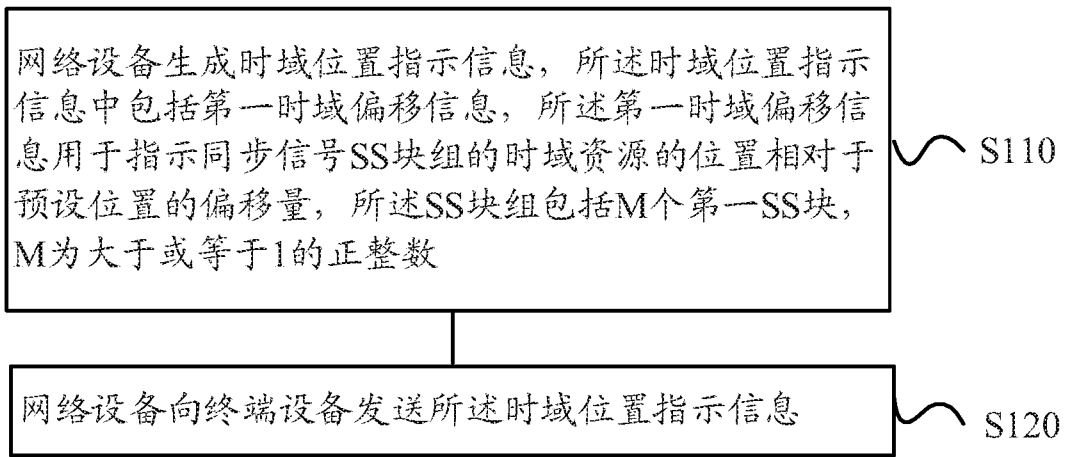 网络设备生成时域位置指示信息，所述时域位置指示
信息中包括第一时域偏移信息，所述第一时域偏移信
息用于指示同步信号SS块组的时域资源的位置相对于
预设位置的偏移量，所述SS块组包括M个第一SS块，
M为大于或等于1的正整数
S110
网络设备向终端设备发送所述时域位置指示信息
S120